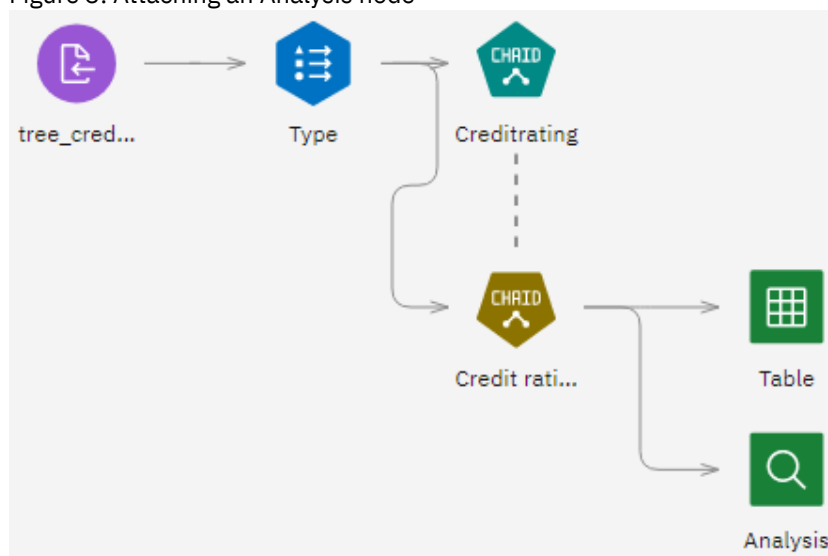 Figure 3. Attaching an Analysis node
CHAID
tree_cred...
Type
Creditrating
CHAID
Credit rati...
Table
Analysis